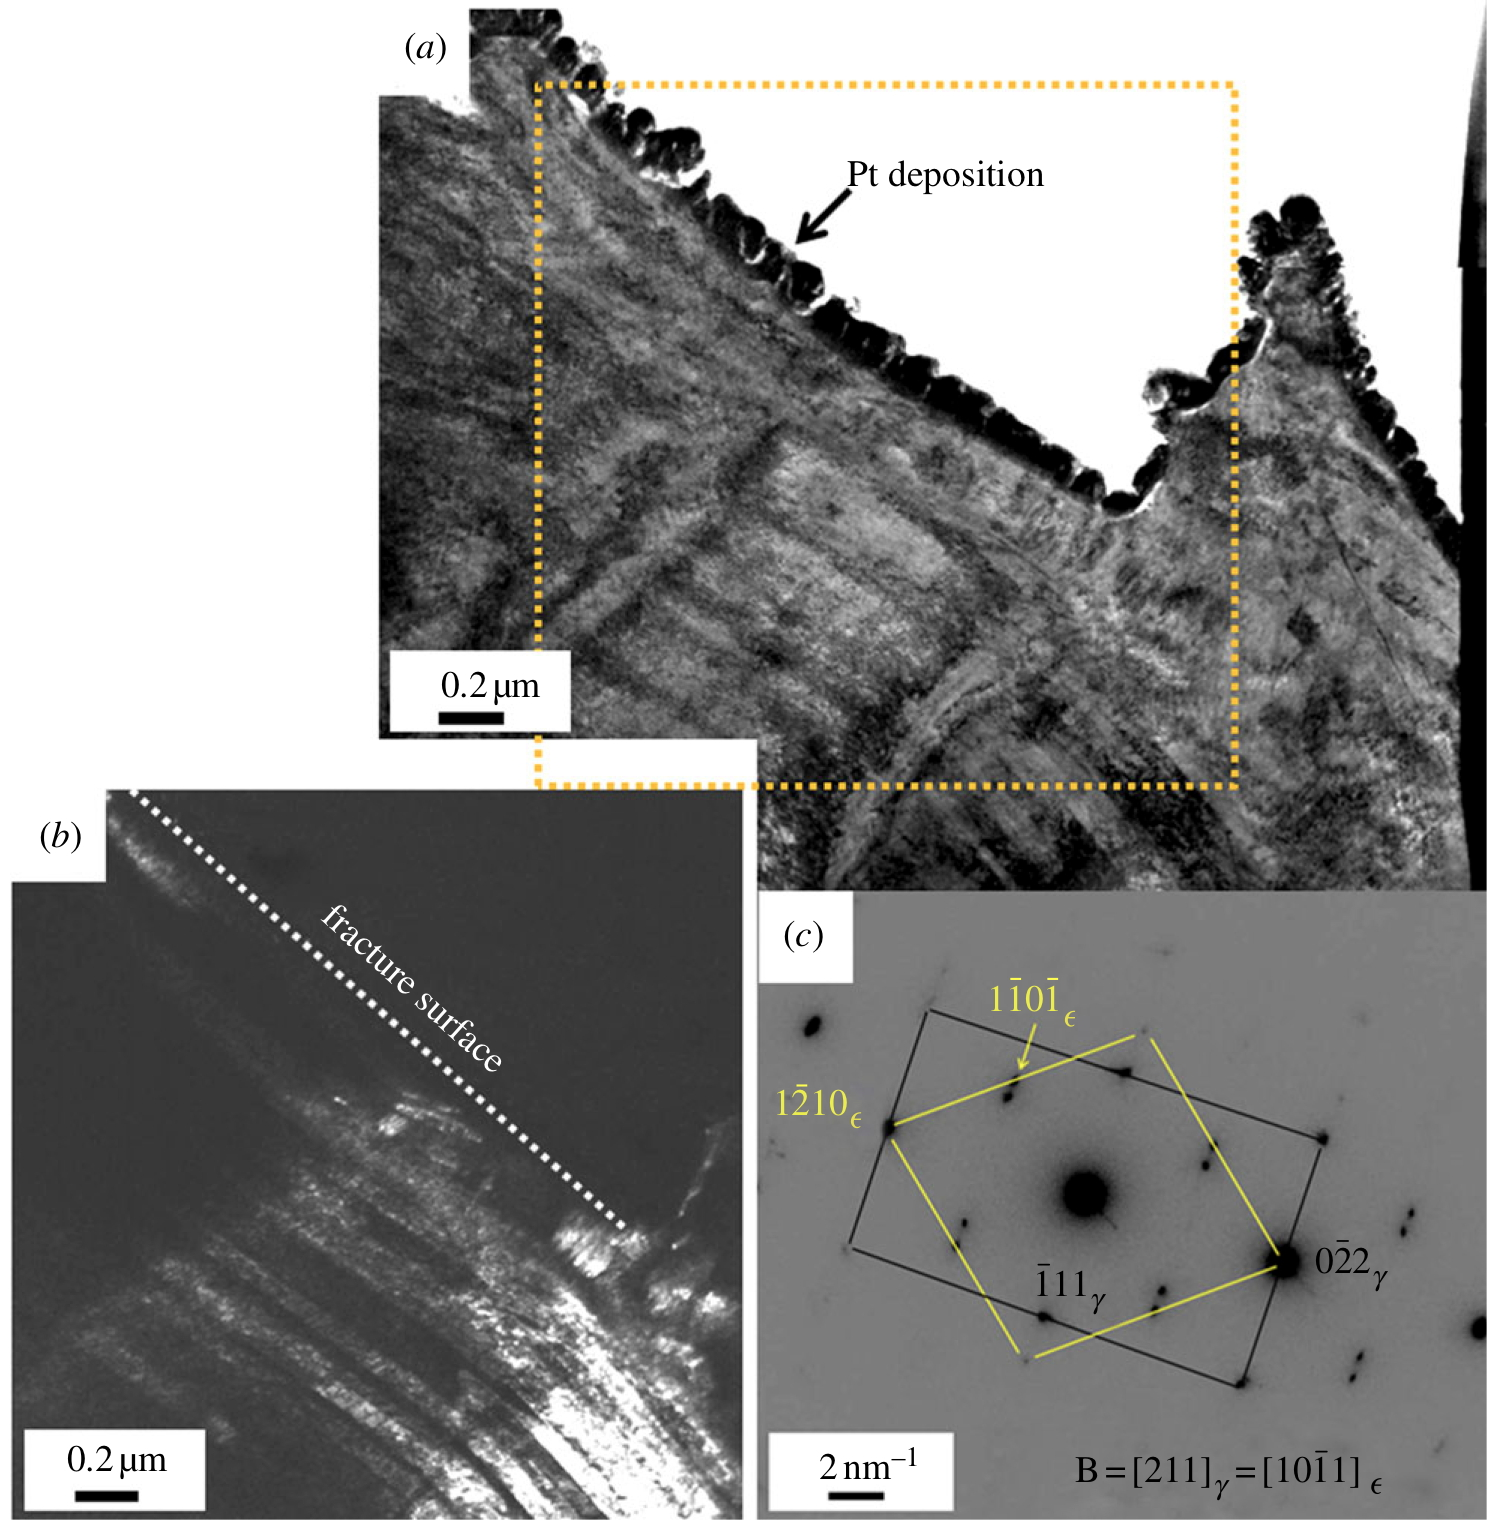 (a)
Pt deposition
0.2 µm
(b)
fracture surface
0.2 µm
(c)
11̄01̄ϵ
12̄10ϵ
1̄11γ
02̄2γ
2 nm⁻¹
B = [211]γ = [101̄1]ϵ